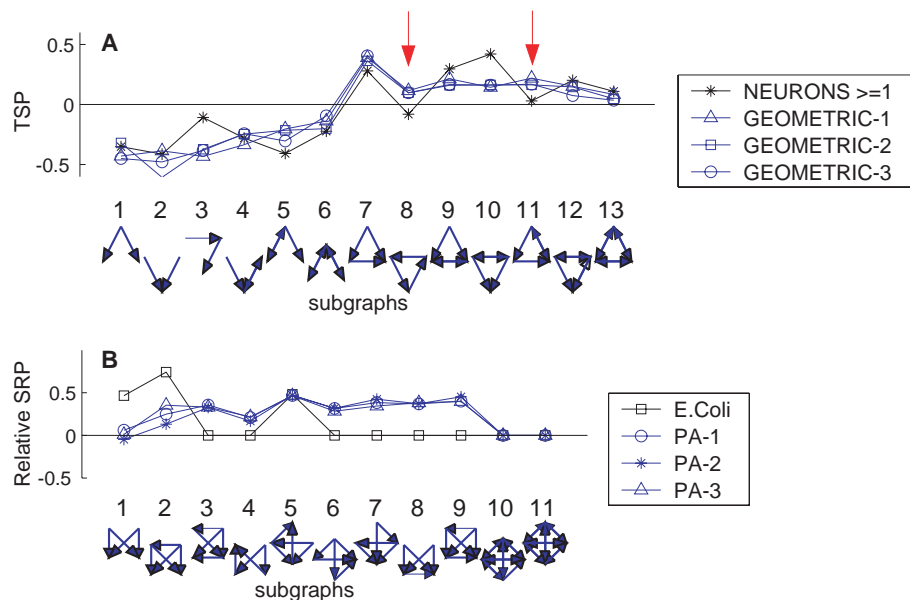 A
0.5
0
-0.5
TSP
NEURONS >=1
GEOMETRIC-1
GEOMETRIC-2
GEOMETRIC-3
1 2 3 4 5 6 7 8 9 10 11 12 13
subgraphs
B
0.5
0
-0.5
Relative SRP
E.Coli
PA-1
PA-2
PA-3
1 2 3 4 5 6 7 8 9 10 11
subgraphs